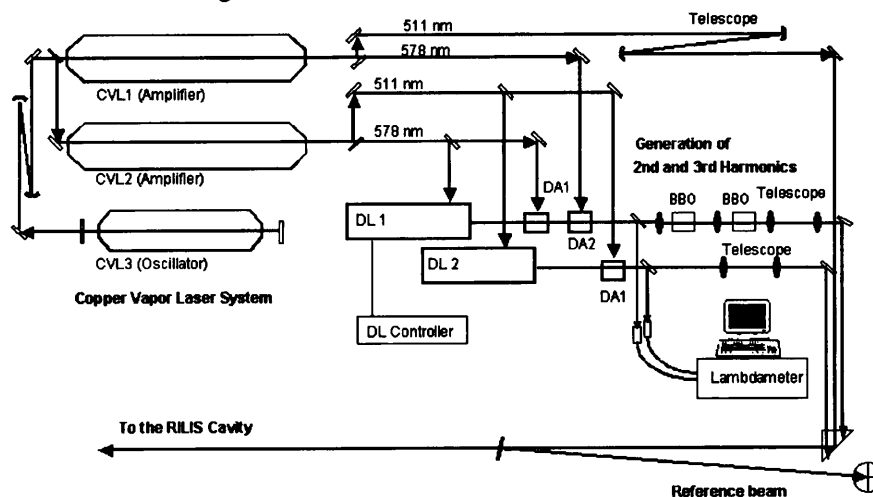 Telescope
511 nm
578 nm
CVL1 (Amplifier)
511 nm
578 nm
CVL2 (Amplifier)
Generation of
2nd and 3rd Harmonics
DA1
BBO
BBO
Telescope
DL 1
DA2
CVL3 (Oscillator)
DL 2
Telescope
DA1
Copper Vapor Laser System
DL Controller
Lambdameter
To the RILIS Cavity
Reference beam